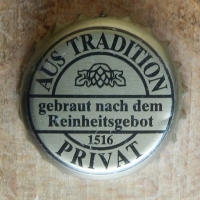 AUS TRADITION
gebraut nach dem
Reinheitsgebot
1516
PRIVAT